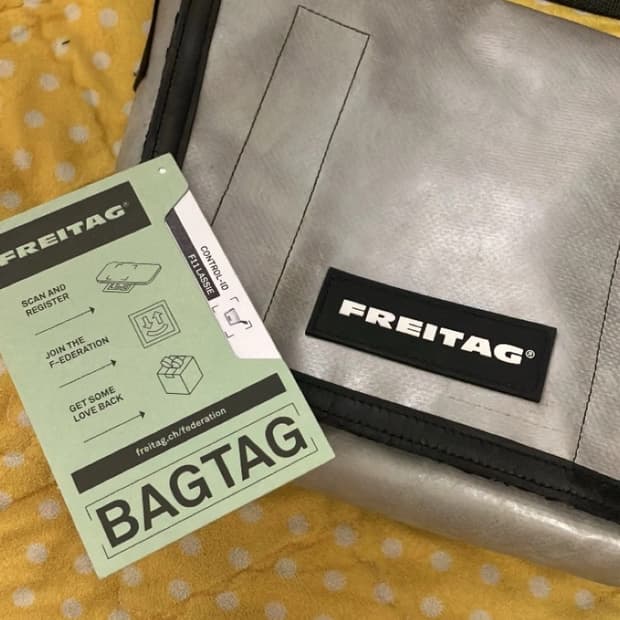 FREITAG®
CONTROL-ID
F11 LASSIE
SCAN AND
REGISTER
JOIN THE
F-EDERATION
GET SOME
LOVE BACK
freitag.ch/federation
BAGTAG
FREITAG®